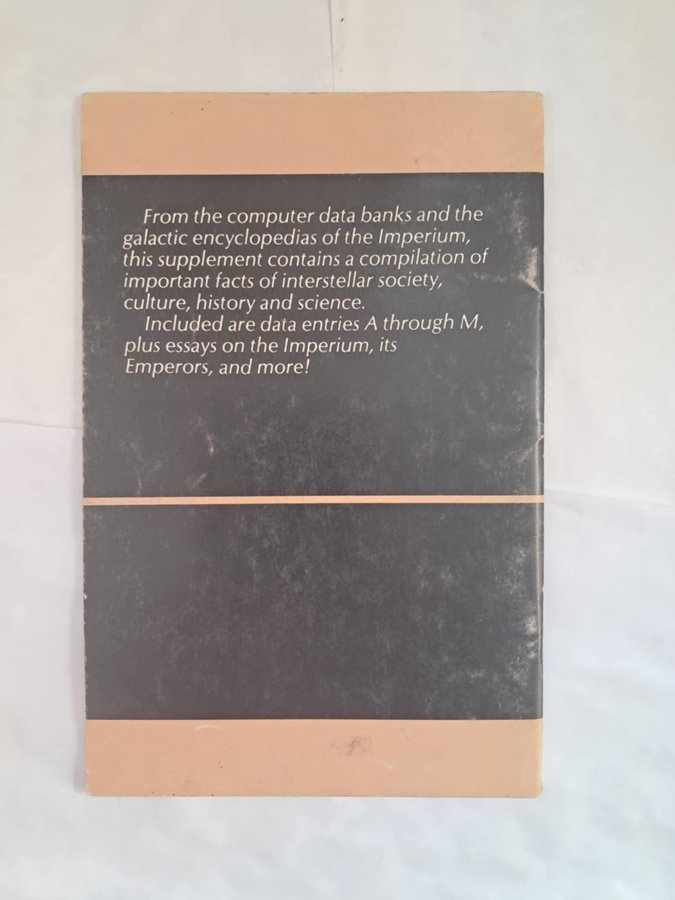 From the computer data banks and the
galactic encyclopedias of the Imperium,
this supplement contains a compilation of
important facts of interstellar society,
culture, history and science.
Included are data entries A through M,
plus essays on the Imperium, its
Emperors, and more!